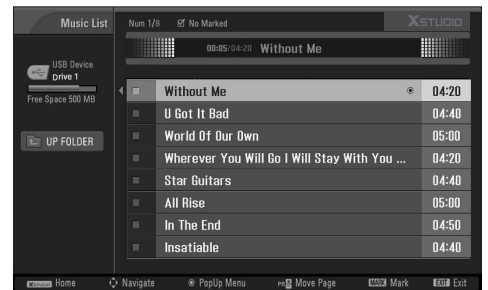 Music List
Num 1/8 No Marked
XSTUDIO
00:05/04:20 Without Me
USB Device
Drive 1
Free Space 500 MB
UP FOLDER
Without Me 04:20
U Got It Bad 04:40
World Of Our Own 05:00
Wherever You Will Go I Will Stay With You ... 04:20
Star Guitars 04:40
All Rise 05:00
In The End 04:50
Insatiable 04:40
XSTUDIO Home Navigate PopUp Menu Move Page MARK Mark EXIT Exit